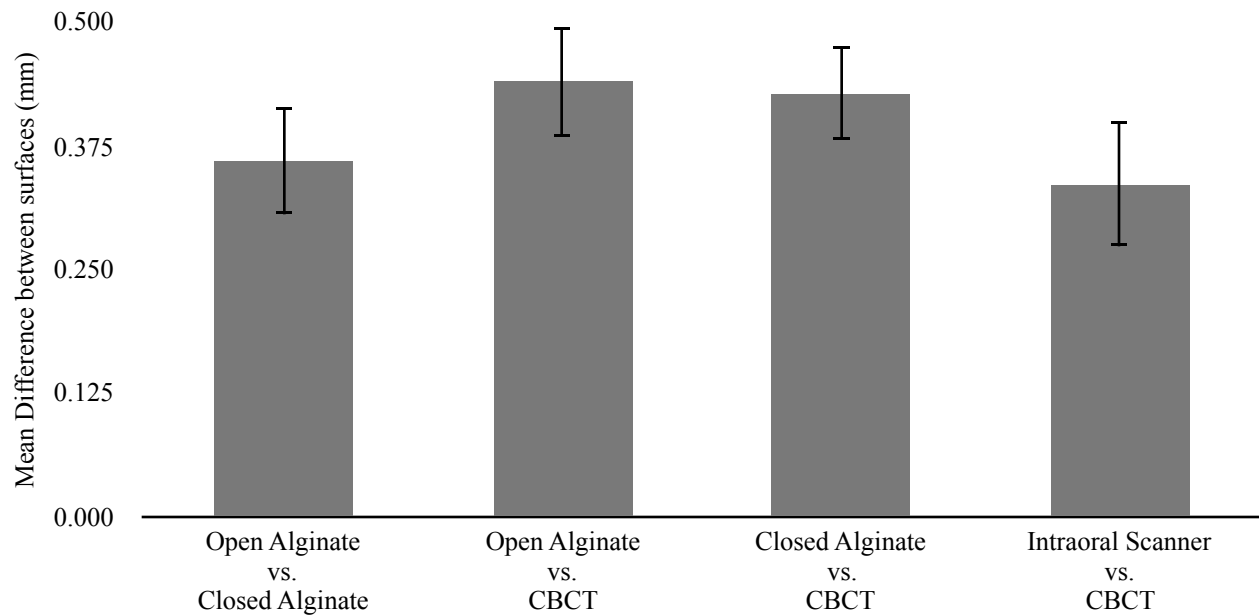 Mean Difference between surfaces (mm)
0.500
0.375
0.250
0.125
0.000
Open Alginate
vs.
Closed Alginate
Open Alginate
vs.
CBCT
Closed Alginate
vs.
CBCT
Intraoral Scanner
vs.
CBCT